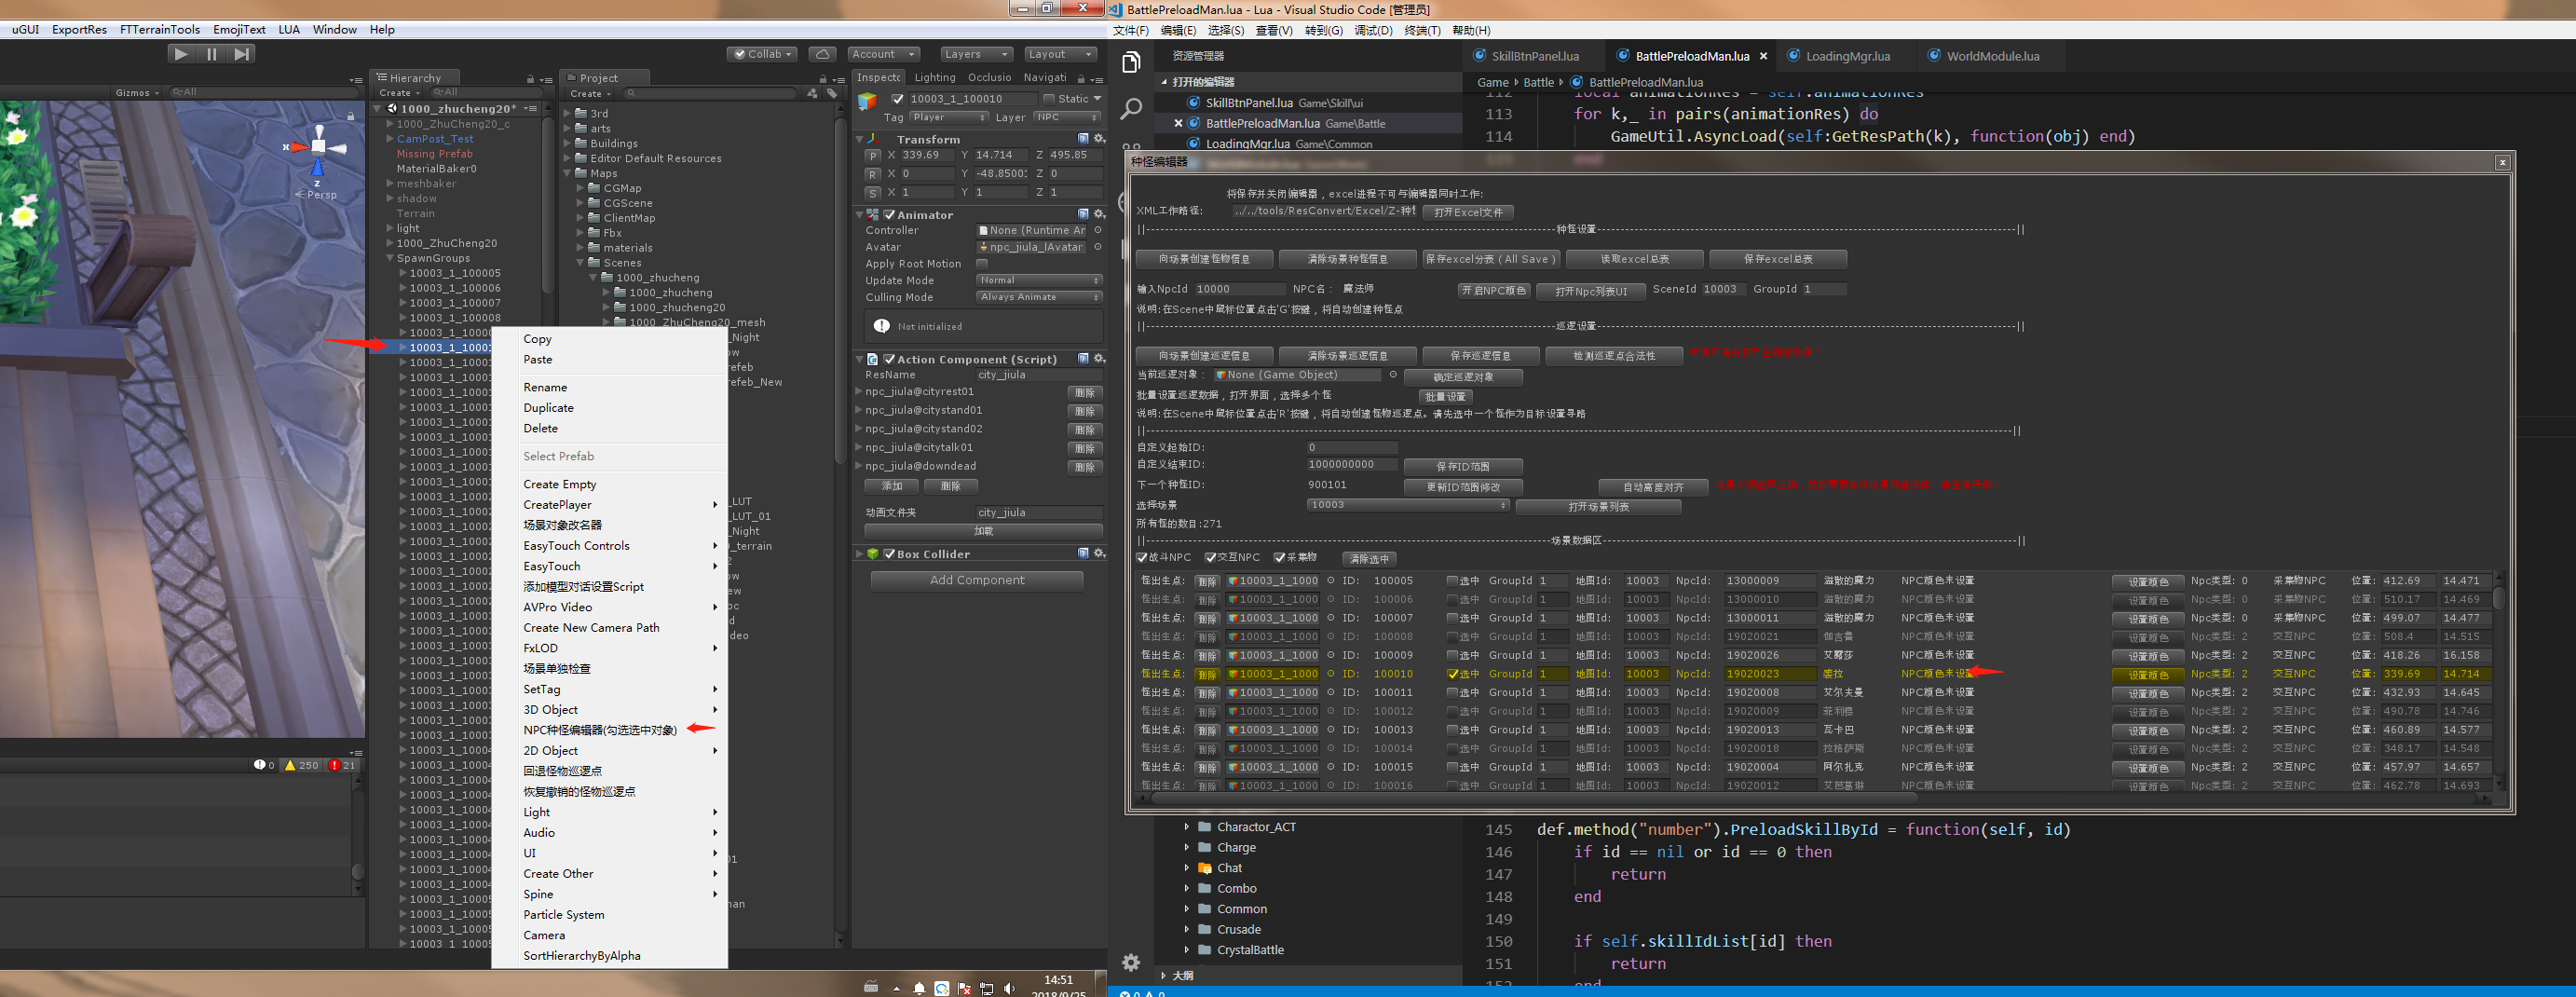 uGUI ExportRes FTTerrainTools EmojiText LUA Window Help
Collab Account Layers Layout
Gizmos All
Persp
0 250 21
Hierarchy
Create All
1000_zhucheng20*
1000_ZhuCheng20_c
CamPost_Test
Missing Prefab
MaterialBaker0
meshbaker
shadow
Terrain
light
1000_ZhuCheng20
SpawnGroups
10003_1_100005
10003_1_100006
10003_1_100007
10003_1_100008
Copy
Paste
Rename
Duplicate
Delete
Select Prefab
Create Empty
CreatePlayer
场景对象改名器
EasyTouch Controls
EasyTouch
添加模型对话设置Script
AVPro Video
Create New Camera Path
FxLOD
场景单独检查
SetTag
3D Object
NPC种怪编辑器(勾选选中对象)
2D Object
回退怪物巡逻点
恢复撤销的怪物巡逻点
Light
Audio
UI
Create Other
Spine
Particle System
Camera
SortHierarchyByAlpha
Project
Create
3rd
arts
Buildings
Editor Default Resources
Maps
CGMap
CGScene
ClientMap
Fbx
materials
Scenes
1000_zhucheng
1000_zhucheng
1000_zhucheng20
1000_ZhuCheng20_mesh
Inspecto Lighting Occlusio Navigati
10003_1_100010 Static
Tag Player Layer NPC
Transform
P X 339.69 Y 14.714 Z 495.85
R X 0 Y -48.8500 Z 0
S X 1 Y 1 Z 1
Animator
Controller None (Runtime Ar
Avatar npc_jiula_lAvatar
Apply Root Motion
Update Mode Normal
Culling Mode Always Animate
Not initialized
Action Component (Script)
ResName city_jiula
npc_jiula@cityrest01 删除
npc_jiula@citystand01 删除
npc_jiula@citystand02 删除
npc_jiula@citytalk01 删除
npc_jiula@downdead 删除
添加 删除
动画文件夹 city_jiula
加载
Box Collider
Add Component
14:51
2018/9/25
BattlePreloadMan.lua - Lua - Visual Studio Code [管理员]
文件(F) 编辑(E) 选择(S) 查看(V) 转到(G) 调试(D) 终端(T) 帮助(H)
资源管理器
打开的编辑器
SkillBtnPanel.lua Game\Skill\ui
BattlePreloadMan.lua Game\Battle
LoadingMgr.lua Game\Common
SkillBtnPanel.lua BattlePreloadMan.lua LoadingMgr.lua WorldModule.lua
Game Battle BattlePreloadMan.lua
112 local animationRes = self.animationRes
113 for k,_ in pairs(animationRes) do
114 GameUtil.AsyncLoad(self:GetResPath(k), function(obj) end)
115 end
种怪编辑器
将保存并关闭编辑器，excel进程不可与编辑器同时工作:
XML工作路径: ../../tools/ResConvert/Excel/Z-种 打开Excel文件
种怪设置
向场景创建怪物信息 清除场景种怪信息 保存excel分表（All Save） 读取excel总表 保存excel总表
输入NpcId 10000 NPC名： 魔法师 开启NPC颜色 打开Npc列表UI SceneId 10003 GroupId 1
说明:在Scene中鼠标位置点击'G'按键，将自动创建种怪点
巡逻设置
向场景创建巡逻信息 清除场景巡逻信息 保存巡逻信息 检测巡逻点合法性
当前巡逻对象： None (Game Object) 确定巡逻对象
批量设置巡逻数据，打开界面，选择多个怪 批量设置
说明:在Scene中鼠标位置点击'R'按键，将自动创建怪物巡逻点。请先选中一个怪作为目标设置寻路
自定义起始ID: 0
自定义结束ID: 1000000000 保存ID范围
下一个种怪ID: 900101 更新ID范围修改 自动高度对齐
选择场景 10003 打开场景列表
所有怪的数目:271
场景数据区
战斗NPC 交互NPC 采集物 清除选中
怪出生点: 删除 10003_1_1000 ID: 100005 选中 GroupId 1 地图Id: 10003 NpcId: 13000009 溢散的魔力 NPC颜色未设置 设置颜色 Npc类型: 0 采集物NPC 位置: 412.69 14.471
怪出生点: 删除 10003_1_1000 ID: 100006 选中 GroupId 1 地图Id: 10003 NpcId: 13000010 溢散的魔力 NPC颜色未设置 设置颜色 Npc类型: 0 采集物NPC 位置: 510.17 14.469
怪出生点: 删除 10003_1_1000 ID: 100007 选中 GroupId 1 地图Id: 10003 NpcId: 13000011 溢散的魔力 NPC颜色未设置 设置颜色 Npc类型: 0 采集物NPC 位置: 499.07 14.477
怪出生点: 删除 10003_1_1000 ID: 100008 选中 GroupId 1 地图Id: 10003 NpcId: 19020021 伽吉鲁 NPC颜色未设置 设置颜色 Npc类型: 2 交互NPC 位置: 508.4 14.515
怪出生点: 删除 10003_1_1000 ID: 100009 选中 GroupId 1 地图Id: 10003 NpcId: 19020026 艾露莎 NPC颜色未设置 设置颜色 Npc类型: 2 交互NPC 位置: 418.26 16.158
怪出生点: 删除 10003_1_1000 ID: 100010 选中 GroupId 1 地图Id: 10003 NpcId: 19020023 裘拉 NPC颜色未设置 设置颜色 Npc类型: 2 交互NPC 位置: 339.69 14.714
怪出生点: 删除 10003_1_1000 ID: 100011 选中 GroupId 1 地图Id: 10003 NpcId: 19020008 艾尔夫曼 NPC颜色未设置 设置颜色 Npc类型: 2 交互NPC 位置: 432.93 14.645
怪出生点: 删除 10003_1_1000 ID: 100012 选中 GroupId 1 地图Id: 10003 NpcId: 19020009 菲利德 NPC颜色未设置 设置颜色 Npc类型: 2 交互NPC 位置: 490.78 14.746
怪出生点: 删除 10003_1_1000 ID: 100013 选中 GroupId 1 地图Id: 10003 NpcId: 19020013 瓦卡巴 NPC颜色未设置 设置颜色 Npc类型: 2 交互NPC 位置: 460.89 14.577
怪出生点: 删除 10003_1_1000 ID: 100014 选中 GroupId 1 地图Id: 10003 NpcId: 19020018 拉格萨斯 NPC颜色未设置 设置颜色 Npc类型: 2 交互NPC 位置: 348.17 14.548
怪出生点: 删除 10003_1_1000 ID: 100015 选中 GroupId 1 地图Id: 10003 NpcId: 19020004 阿尔扎克 NPC颜色未设置 设置颜色 Npc类型: 2 交互NPC 位置: 457.97 14.657
怪出生点: 删除 10003_1_1000 ID: 100016 选中 GroupId 1 地图Id: 10003 NpcId: 19020012 艾芭葛琳 NPC颜色未设置 设置颜色 Npc类型: 2 交互NPC 位置: 462.78 14.693
Charactor_ACT
Charge
Chat
Combo
Common
Crusade
CrystalBattle
大纲
145 def.method("number").PreloadSkillById = function(self, id)
146 if id == nil or id == 0 then
147 return
148 end
149
150 if self.skillIdList[id] then
151 return
152 end